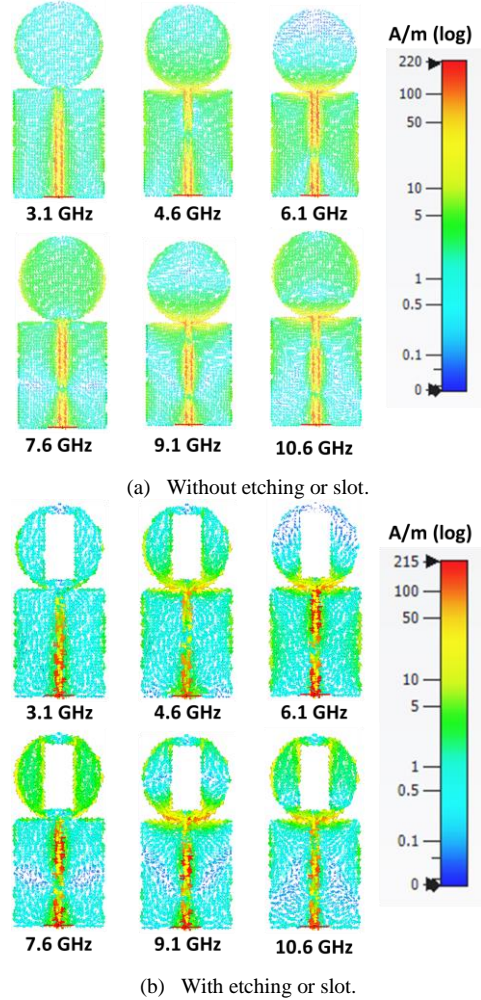 A/m (log)
220
100
50
10
5
1
0.5
0.1
0
3.1 GHz 4.6 GHz 6.1 GHz
7.6 GHz 9.1 GHz 10.6 GHz
(a) Without etching or slot.
A/m (log)
215
100
50
10
5
1
0.5
0.1
0
3.1 GHz 4.6 GHz 6.1 GHz
7.6 GHz 9.1 GHz 10.6 GHz
(b) With etching or slot.